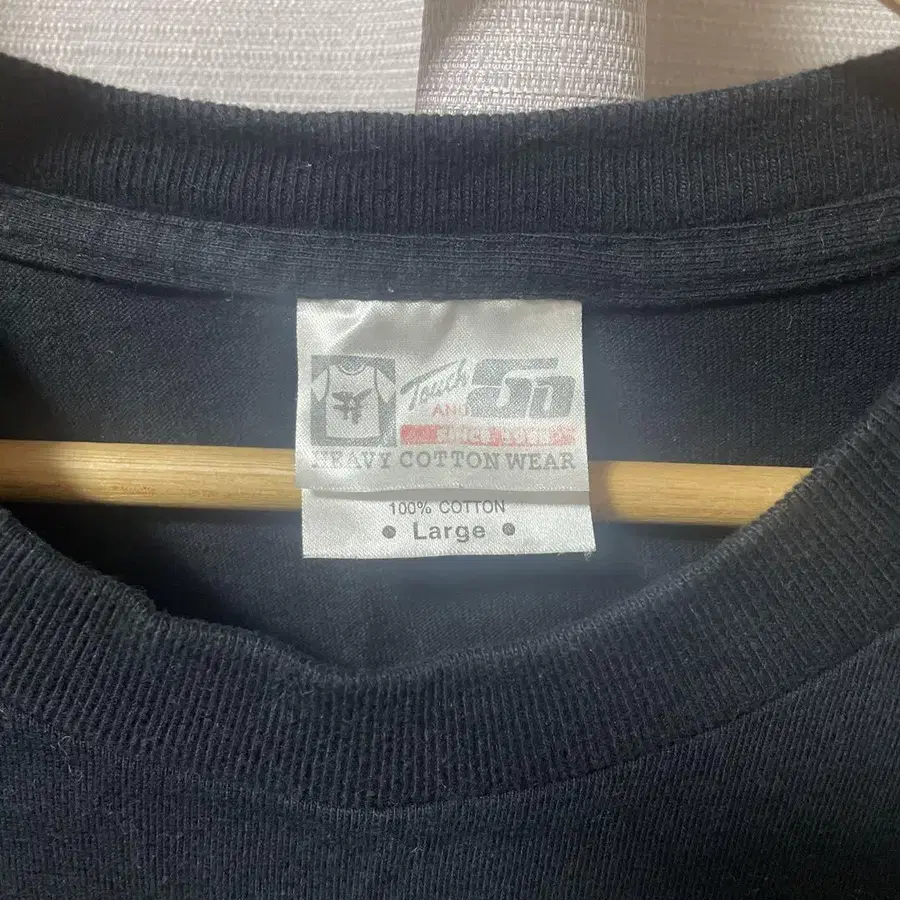 Touch
AND
HEAVY COTTON WEAR
100% COTTON
• Large •